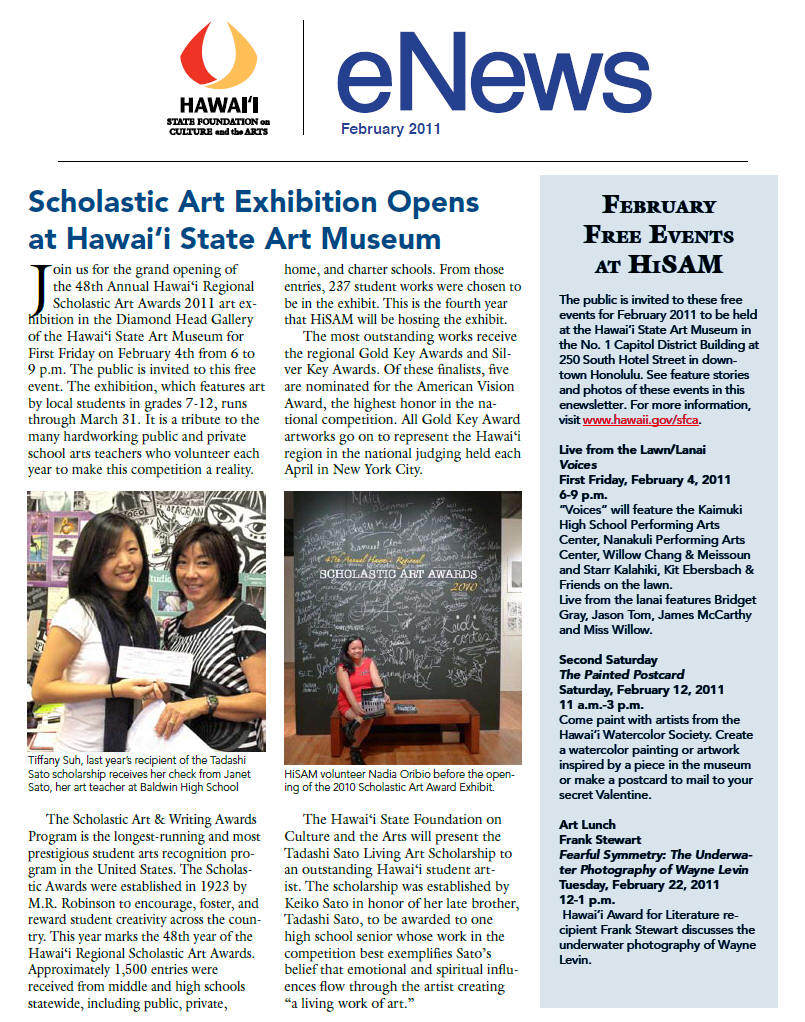 HAWAI‘I
STATE FOUNDATION on
CULTURE and the ARTS
eNews
February 2011
Scholastic Art Exhibition Opens
at Hawai‘i State Art Museum
Join us for the grand opening of
the 48th Annual Hawai‘i Regional
Scholastic Art Awards 2011 art ex-
hibition in the Diamond Head Gallery
of the Hawai‘i State Art Museum for
First Friday on February 4th from 6 to
9 p.m. The public is invited to this free
event. The exhibition, which features art
by local students in grades 7-12, runs
through March 31. It is a tribute to the
many hardworking public and private
school arts teachers who volunteer each
year to make this competition a reality.
Tiffany Suh, last year’s recipient of the Tadashi
Sato scholarship receives her check from Janet
Sato, her art teacher at Baldwin High School
The Scholastic Art & Writing Awards
Program is the longest-running and most
prestigious student arts recognition pro-
gram in the United States. The Scholas-
tic Awards were established in 1923 by
M.R. Robinson to encourage, foster, and
reward student creativity across the coun-
try. This year marks the 48th year of the
Hawai‘i Regional Scholastic Art Awards.
Approximately 1,500 entries were
received from middle and high schools
statewide, including public, private,
home, and charter schools. From those
entries, 237 student works were chosen to
be in the exhibit. This is the fourth year
that HiSAM will be hosting the exhibit.
The most outstanding works receive
the regional Gold Key Awards and Sil-
ver Key Awards. Of these finalists, five
are nominated for the American Vision
Award, the highest honor in the na-
tional competition. All Gold Key Award
artworks go on to represent the Hawai‘i
region in the national judging held each
April in New York City.
47th Annual Hawai‘i Regional
SCHOLASTIC ART AWARDS
2010
HiSAM volunteer Nadia Oribio before the open-
ing of the 2010 Scholastic Art Award Exhibit.
The Hawai‘i State Foundation on
Culture and the Arts will present the
Tadashi Sato Living Art Scholarship to
an outstanding Hawai‘i student art-
ist. The scholarship was established by
Keiko Sato in honor of her late brother,
Tadashi Sato, to be awarded to one
high school senior whose work in the
competition best exemplifies Sato’s
belief that emotional and spiritual influ-
ences flow through the artist creating
“a living work of art.”
February
Free Events
at HiSAM
The public is invited to these free
events for February 2011 to be held
at the Hawai‘i State Art Museum in
the No. 1 Capitol District Building at
250 South Hotel Street in down-
town Honolulu. See feature stories
and photos of these events in this
enewsletter. For more information,
visit www.hawaii.gov/sfca.
Live from the Lawn/Lanai
Voices
First Friday, February 4, 2011
6-9 p.m.
“Voices” will feature the Kaimuki
High School Performing Arts
Center, Nanakuli Performing Arts
Center, Willow Chang & Meissoun
and Starr Kalahiki, Kit Ebersbach &
Friends on the lawn.
Live from the lanai features Bridget
Gray, Jason Tom, James McCarthy
and Miss Willow.
Second Saturday
The Painted Postcard
Saturday, February 12, 2011
11 a.m.-3 p.m.
Come paint with artists from the
Hawai‘i Watercolor Society. Create
a watercolor painting or artwork
inspired by a piece in the museum
or make a postcard to mail to your
secret Valentine.
Art Lunch
Frank Stewart
Fearful Symmetry: The Underwa-
ter Photography of Wayne Levin
Tuesday, February 22, 2011
12-1 p.m.
Hawai‘i Award for Literature re-
cipient Frank Stewart discusses the
underwater photography of Wayne
Levin.